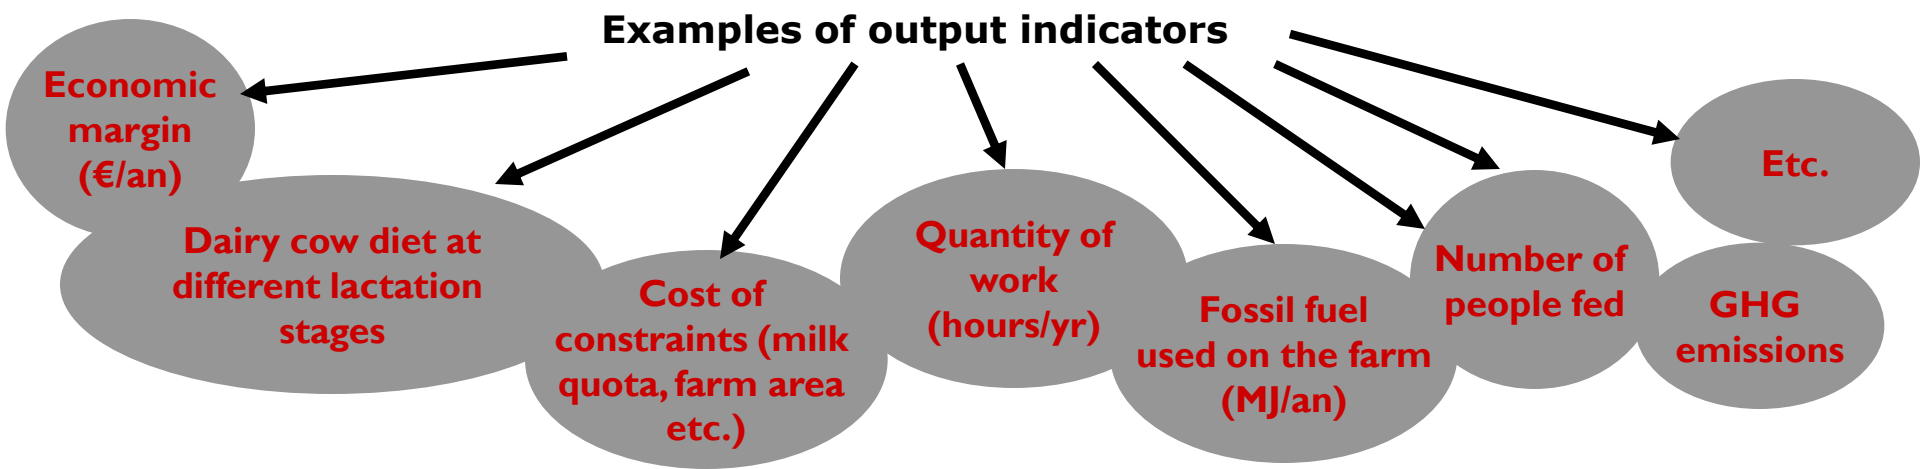 Examples of output indicators
Economic
margin
(€/an)
Dairy cow diet at
different lactation
stages
Cost of
constraints (milk
quota, farm area
etc.)
Quantity of
work
(hours/yr)
Fossil fuel
used on the farm
(MJ/an)
Number of
people fed
GHG
emissions
Etc.